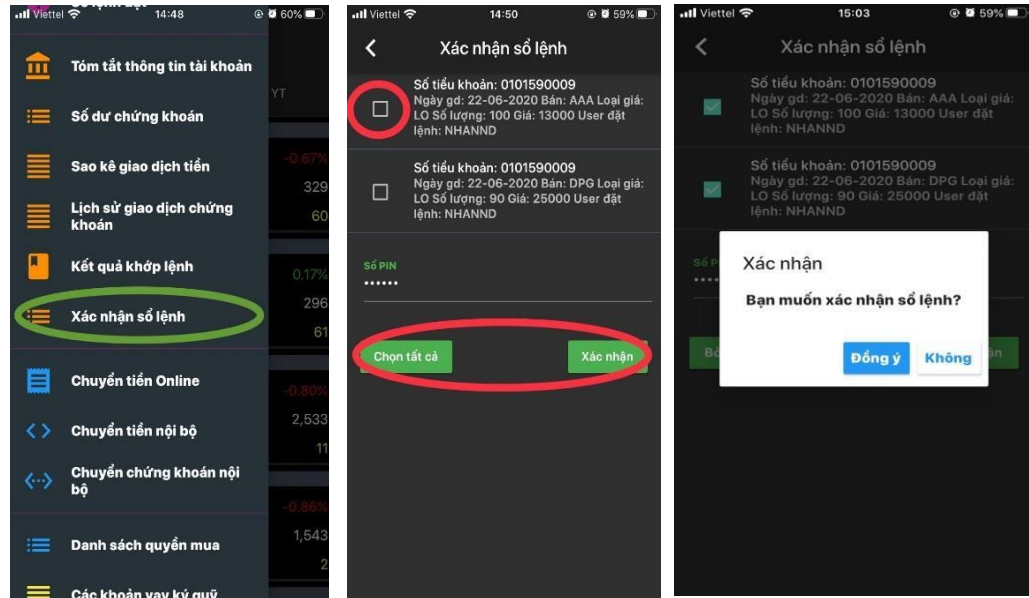 Viettel
14:48
60%
Sổ lệnh đặt
Tóm tắt thông tin tài khoản
Số dư chứng khoán
Sao kê giao dịch tiền
Lịch sử giao dịch chứng
khoán
Kết quả khớp lệnh
Xác nhận sổ lệnh
Chuyển tiền Online
Chuyển tiền nội bộ
Chuyển chứng khoán nội
bộ
Danh sách quyền mua
Các khoản vay ký quỹ
YT
-0.67%
329
60
0.17%
296
61
-0.80%
2,533
11
-0.86%
1,543
2
Viettel
14:50
59%
Xác nhận sổ lệnh
Số tiểu khoản: 0101590009
Ngày gd: 22-06-2020 Bán: AAA Loại giá:
LO Số lượng: 100 Giá: 13000 User đặt
lệnh: NHANND
Số tiểu khoản: 0101590009
Ngày gd: 22-06-2020 Bán: DPG Loại giá:
LO Số lượng: 90 Giá: 25000 User đặt
lệnh: NHANND
Số PIN
••••••
Chọn tất cả
Xác nhận
Viettel
15:03
59%
Xác nhận sổ lệnh
Số tiểu khoản: 0101590009
Ngày gd: 22-06-2020 Bán: AAA Loại giá:
LO Số lượng: 100 Giá: 13000 User đặt
lệnh: NHANND
Số tiểu khoản: 0101590009
Ngày gd: 22-06-2020 Bán: DPG Loại giá:
LO Số lượng: 90 Giá: 25000 User đặt
lệnh: NHANND
Số P
Xác nhận
Bạn muốn xác nhận sổ lệnh?
Đồng ý
Không